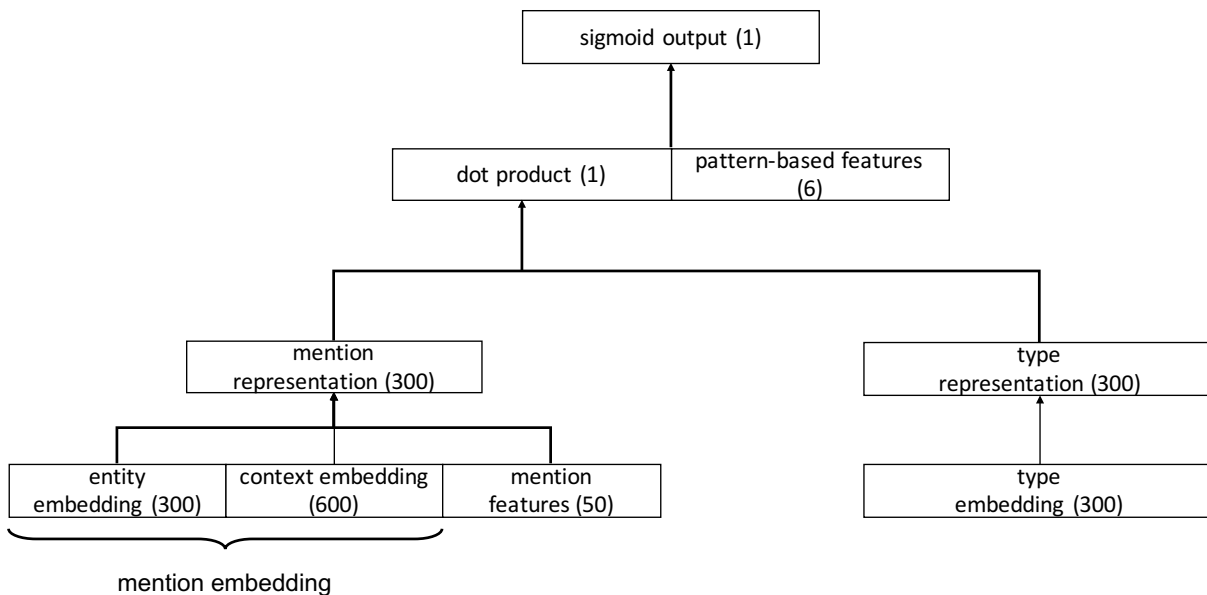 sigmoid output (1)
dot product (1)
pattern-based features
(6)
mention
representation (300)
type
representation (300)
entity
embedding (300)
context embedding
(600)
mention
features (50)
type
embedding (300)
mention embedding